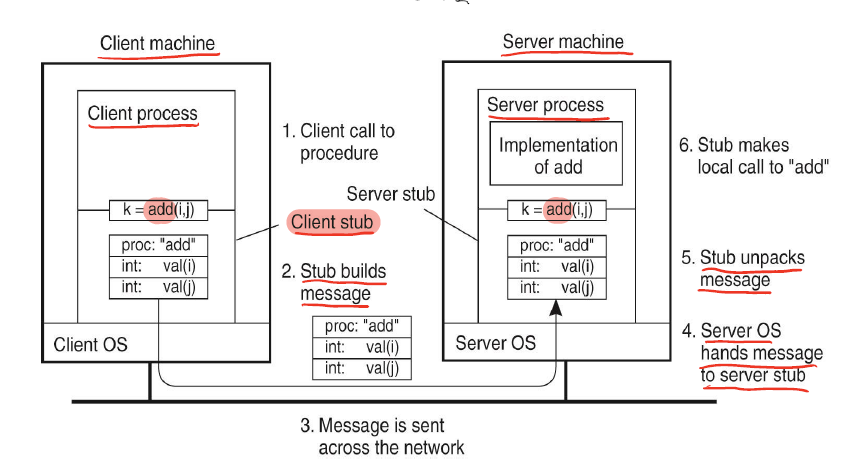 Client machine
Server machine
Client process
1. Client call to
procedure
Server process
Implementation
of add
6. Stub makes
local call to "add"
Server stub
k = add(i,j)
k = add(i,j)
Client stub
proc: "add"
int: val(i)
int: val(j)
2. Stub builds
message
proc: "add"
int: val(i)
int: val(j)
proc: "add"
int: val(i)
int: val(j)
5. Stub unpacks
message
Client OS
Server OS
4. Server OS
hands message
to server stub
3. Message is sent
across the network